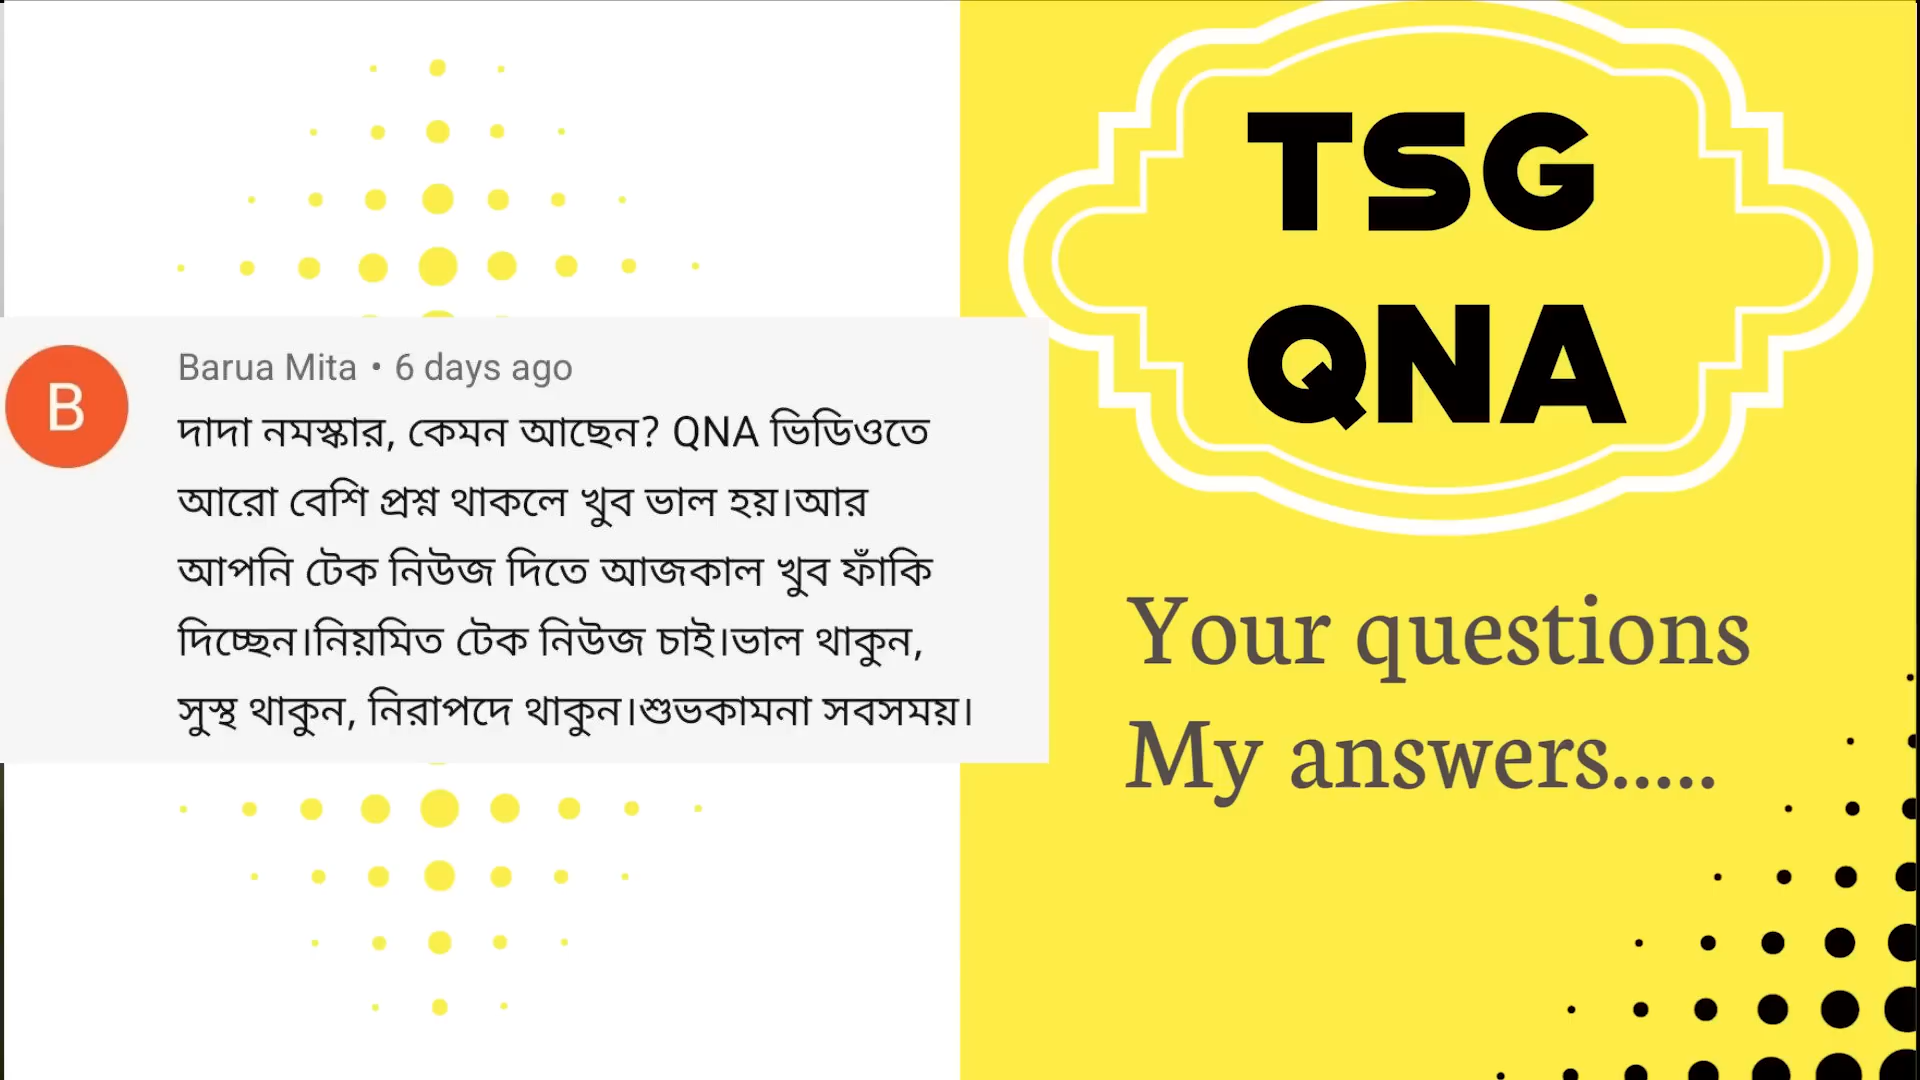 Barua Mita • 6 days ago
B
দাদা নমস্কার, কেমন আছেন? QNA ভিডিওতে
আরো বেশি প্রশ্ন থাকলে খুব ভাল হয়।আর
আপনি টেক নিউজ দিতে আজকাল খুব ফাঁকি
দিচ্ছেন।নিয়মিত টেক নিউজ চাই।ভাল থাকুন,
সুস্থ থাকুন, নিরাপদে থাকুন।শুভকামনা সবসময়।
TSG
QNA
Your questions
My answers.....